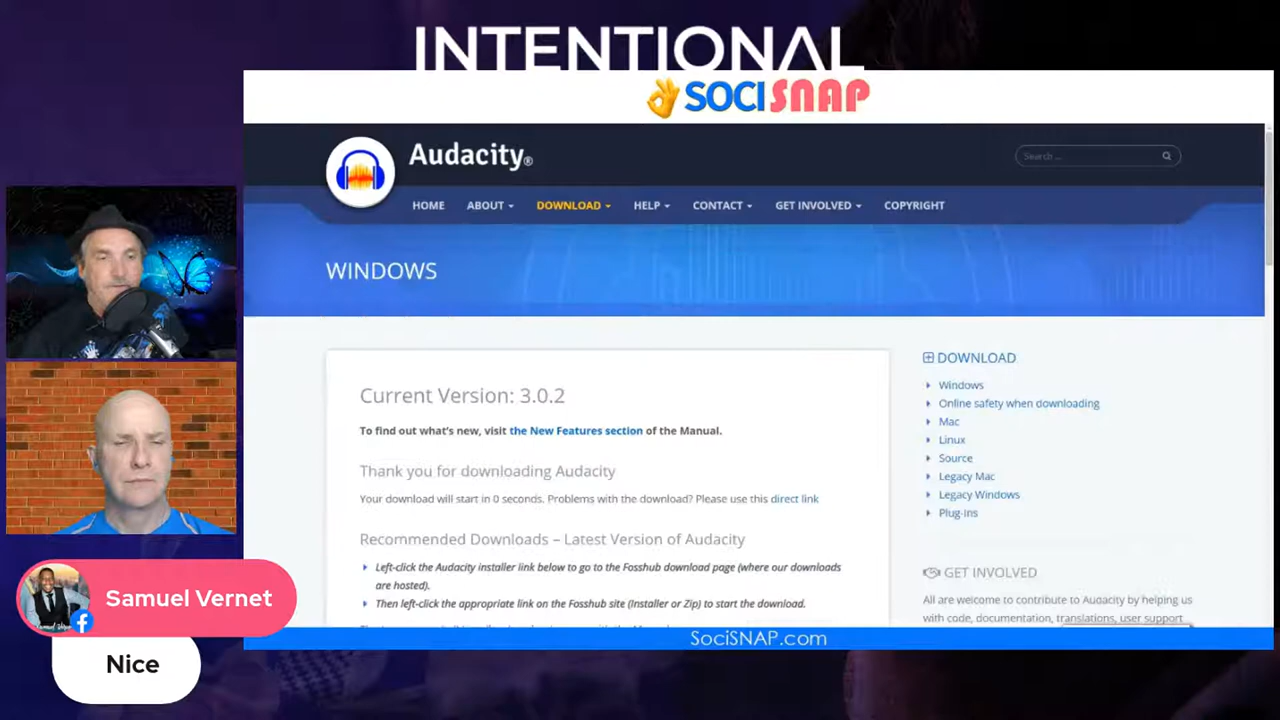 INTENTIONAL
SOCISNAP
Audacity®
Search ...
HOME ABOUT DOWNLOAD HELP CONTACT GET INVOLVED COPYRIGHT
WINDOWS
Current Version: 3.0.2
To find out what's new, visit the New Features section of the Manual.
Thank you for downloading Audacity
Your download will start in 0 seconds. Problems with the download? Please use this direct link
Recommended Downloads – Latest Version of Audacity
Left-click the Audacity installer link below to go to the Fosshub download page (where our downloads
are hosted).
Then left-click the appropriate link on the Fosshub site (Installer or Zip) to start the download.
DOWNLOAD
Windows
Online safety when downloading
Mac
Linux
Source
Legacy Mac
Legacy Windows
Plug-ins
GET INVOLVED
All are welcome to contribute to Audacity by helping us
with code, documentation, translations, user support
Samuel Vernet
Nice
SociSNAP.com